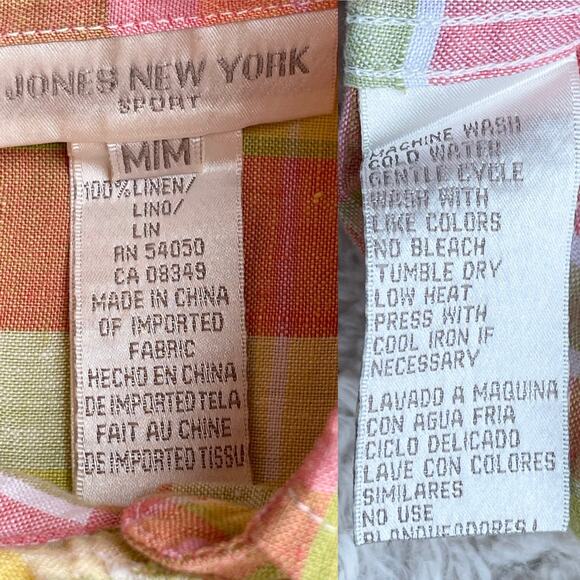 JONES NEW YORK
SPORT
M/M
100% LINEN/
LINO/
LIN
RN 54050
CA 08349
MADE IN CHINA
OF IMPORTED
FABRIC
HECHO EN CHINA
DE IMPORTED TELA
FAIT AU CHINE
DE IMPORTED TISSU
MACHINE WASH
COLD WATER
GENTLE CYCLE
WASH WITH
LIKE COLORS
NO BLEACH
TUMBLE DRY
LOW HEAT
PRESS WITH
COOL IRON IF
NECESSARY
LAVADO A MAQUINA
CON AGUA FRIA
CICLO DELICADO
LAVE CON COLORES
SIMILARES
NO USE
BLANQUEADORES